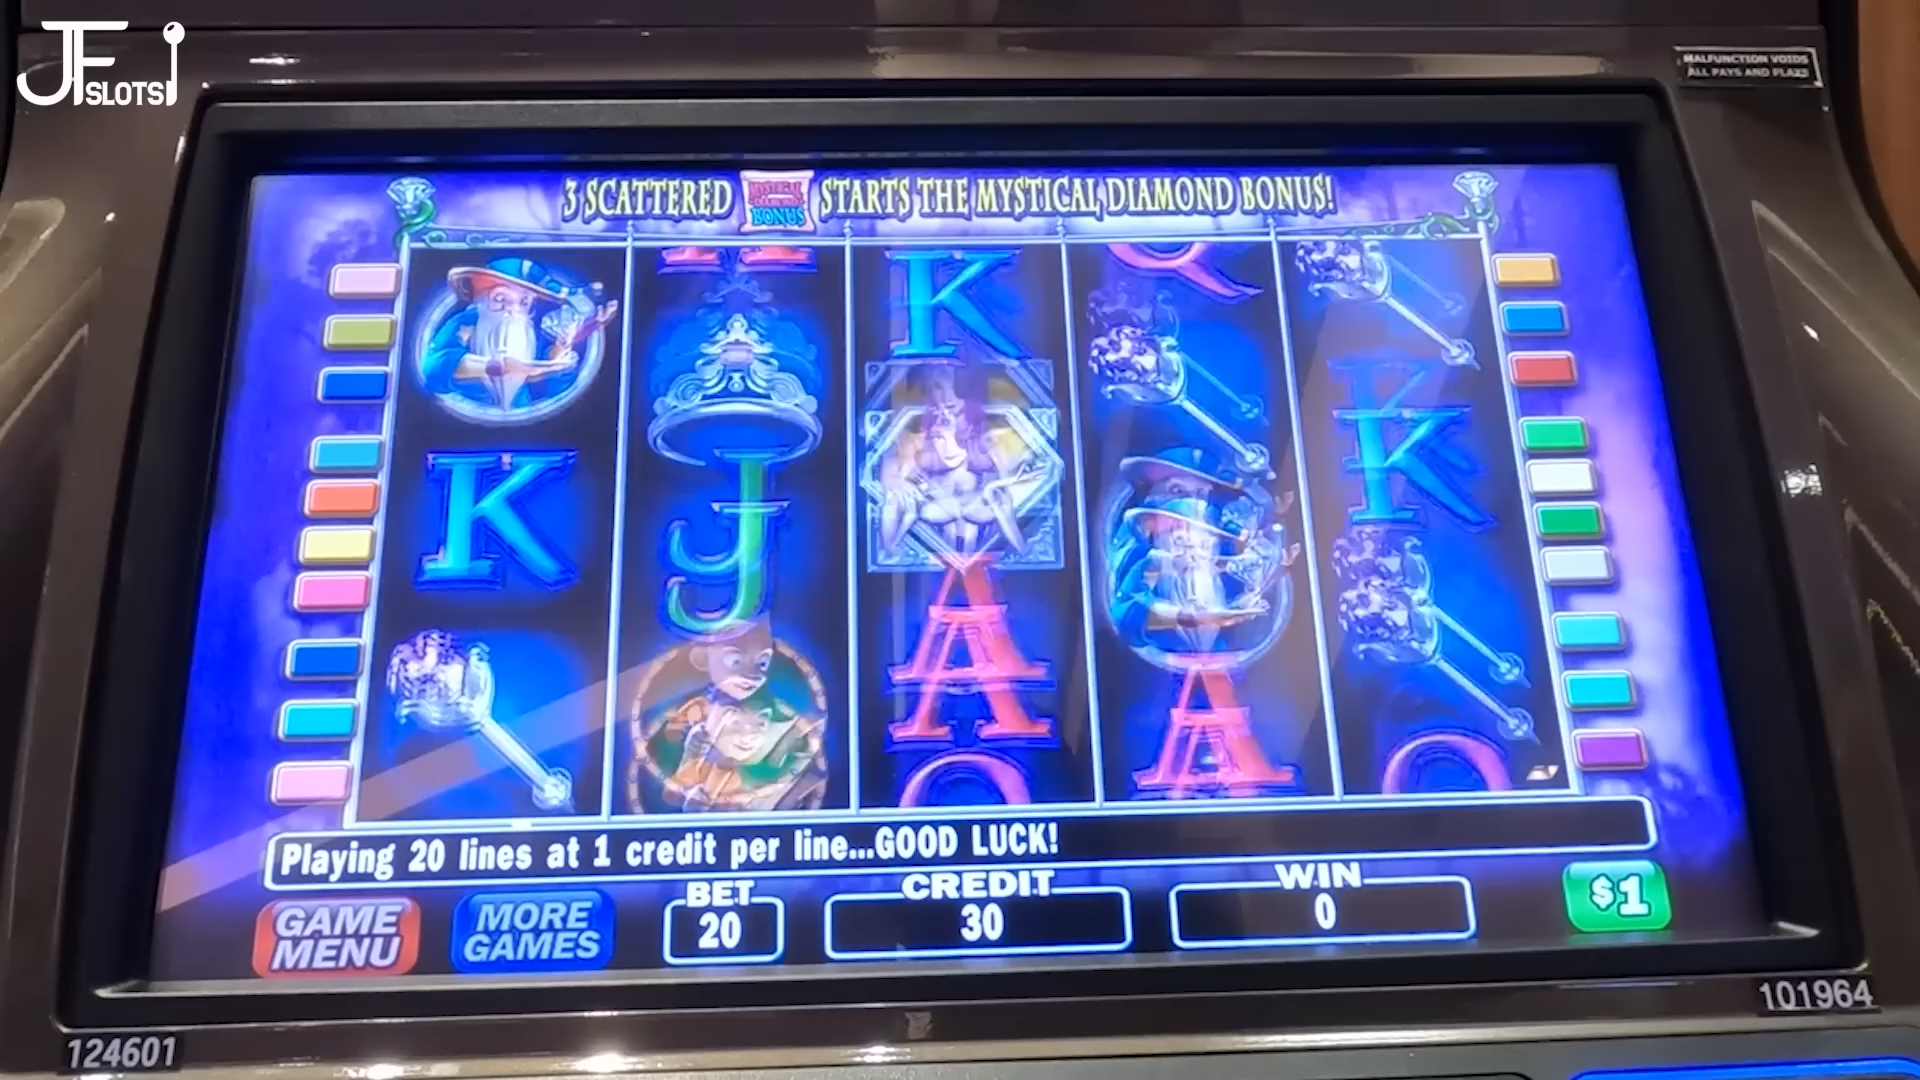 JF SLOTS
MALFUNCTION VOIDS
ALL PAYS AND PLAYS
3 SCATTERED MYSTICAL DIAMOND BONUS STARTS THE MYSTICAL DIAMOND BONUS!
K
Q
K
J
K
A
A
Q
Q
Playing 20 lines at 1 credit per line...GOOD LUCK!
GAME MENU
MORE GAMES
BET
20
CREDIT
30
WIN
0
$1
124601
101964